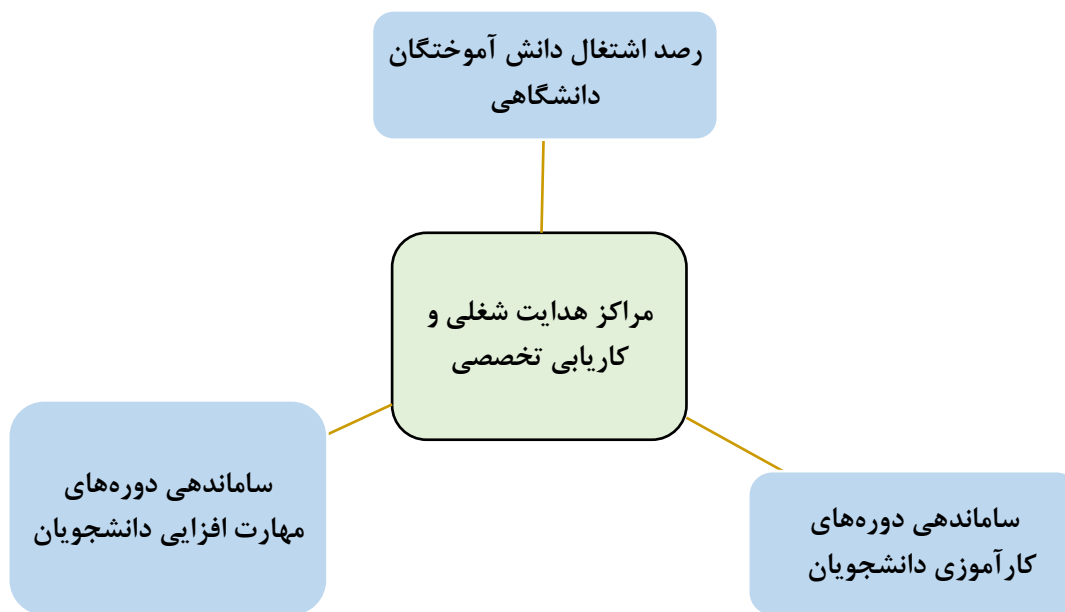 رصد اشتغال دانش آموختگان
دانشگاهی
مراکز هدایت شغلی و
کاریابی تخصصی
ساماندهی دوره‌های
کارآموزی دانشجویان
ساماندهی دوره‌های
مهارت افزایی دانشجویان